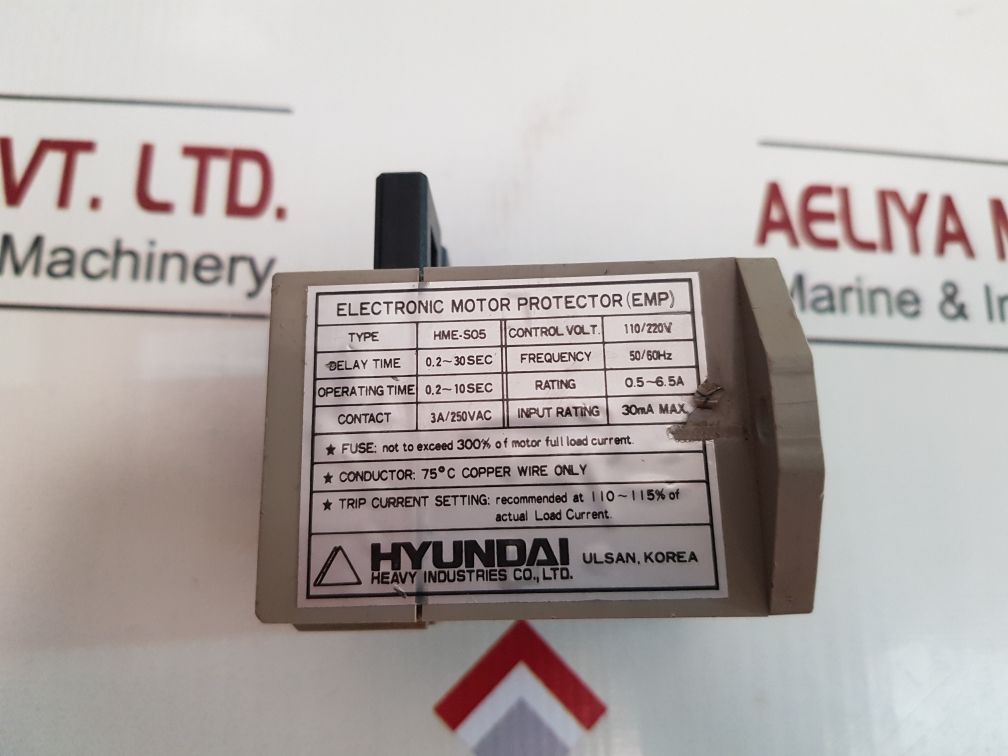 VT. LTD.
Machinery
AELIYA M
Marine & In
ELECTRONIC MOTOR PROTECTOR (EMP)
TYPE HME-S05 CONTROL VOLT. 110/220V
DELAY TIME 0.2~30SEC FREQUENCY 50/60Hz
OPERATING TIME 0.2~10SEC RATING 0.5~6.5A
CONTACT 3A/250VAC INPUT RATING 30mA MAX.
★ FUSE: not to exceed 300% of motor full load current.
★ CONDUCTOR: 75°C COPPER WIRE ONLY
★ TRIP CURRENT SETTING: recommended at 110~115% of
actual Load Current.
HYUNDAI ULSAN, KOREA
HEAVY INDUSTRIES CO., LTD.